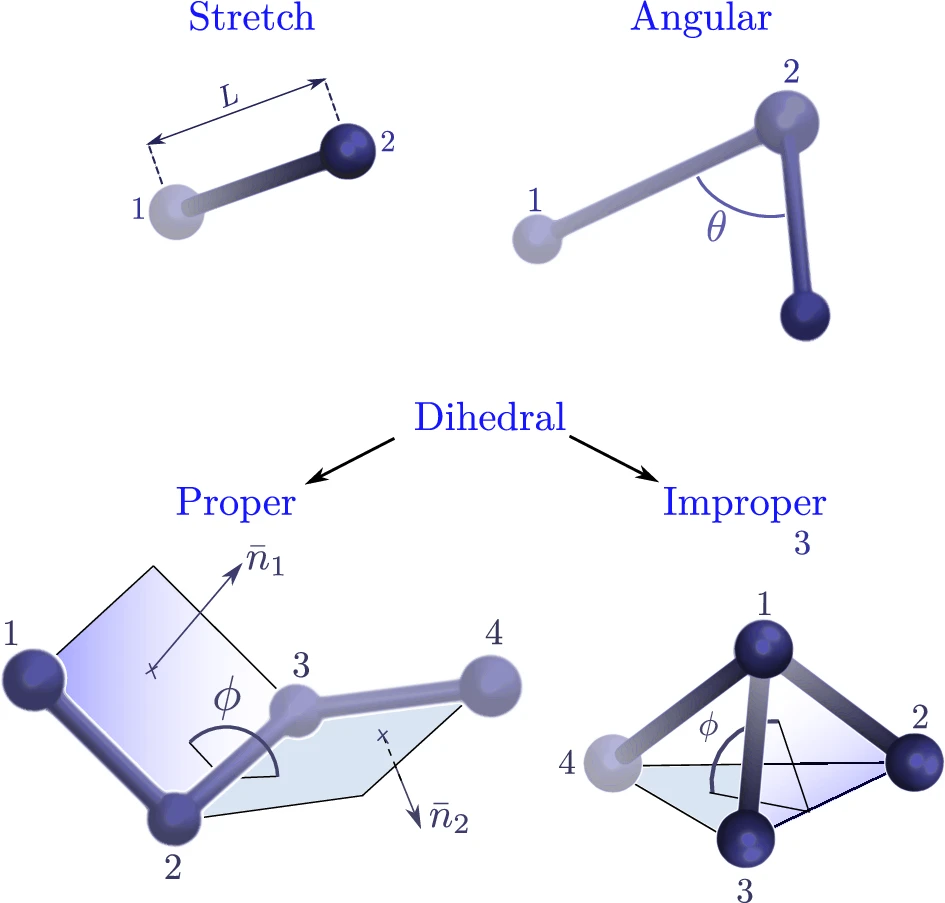 Stretch
Angular
L
1
2
1
2
θ
Dihedral
Proper
Improper
3
n̄₁
1
ϕ
3
4
2
n̄₂
1
ϕ
4
2
3